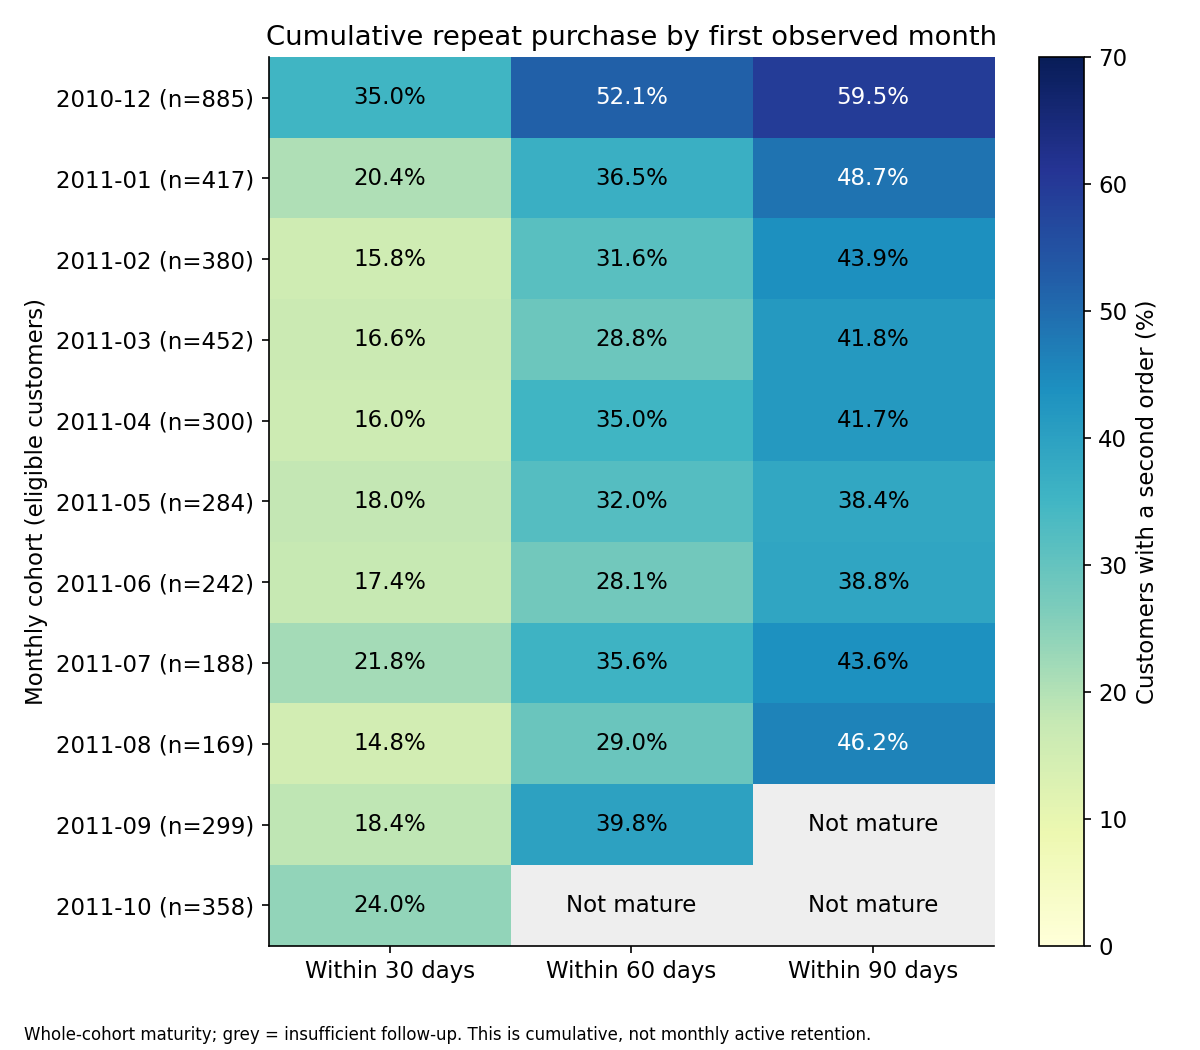 Cumulative repeat purchase by first observed month
Monthly cohort (eligible customers)
2010-12 (n=885) 35.0% 52.1% 59.5%
2011-01 (n=417) 20.4% 36.5% 48.7%
2011-02 (n=380) 15.8% 31.6% 43.9%
2011-03 (n=452) 16.6% 28.8% 41.8%
2011-04 (n=300) 16.0% 35.0% 41.7%
2011-05 (n=284) 18.0% 32.0% 38.4%
2011-06 (n=242) 17.4% 28.1% 38.8%
2011-07 (n=188) 21.8% 35.6% 43.6%
2011-08 (n=169) 14.8% 29.0% 46.2%
2011-09 (n=299) 18.4% 39.8% Not mature
2011-10 (n=358) 24.0% Not mature Not mature
Within 30 days Within 60 days Within 90 days
70
60
50
40
30
20
10
0
Customers with a second order (%)
Whole-cohort maturity; grey = insufficient follow-up. This is cumulative, not monthly active retention.